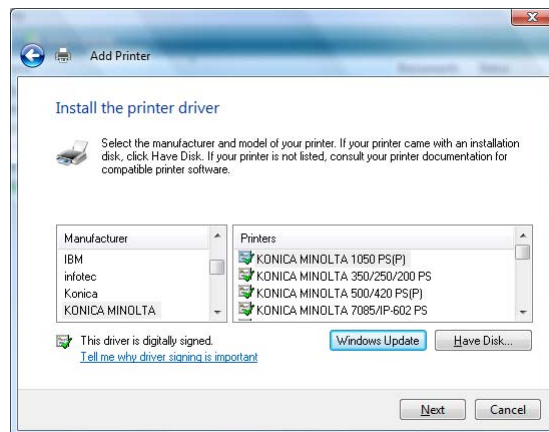 Add Printer
Install the printer driver
Select the manufacturer and model of your printer. If your printer came with an installation
disk, click Have Disk. If your printer is not listed, consult your printer documentation for
compatible printer software.
Manufacturer
IBM
infotec
Konica
KONICA MINOLTA
Printers
KONICA MINOLTA 1050 PS(P)
KONICA MINOLTA 350/250/200 PS
KONICA MINOLTA 500/420 PS(P)
KONICA MINOLTA 7085/IP-602 PS
This driver is digitally signed.
Tell me why driver signing is important
Windows Update
Have Disk...
Next
Cancel